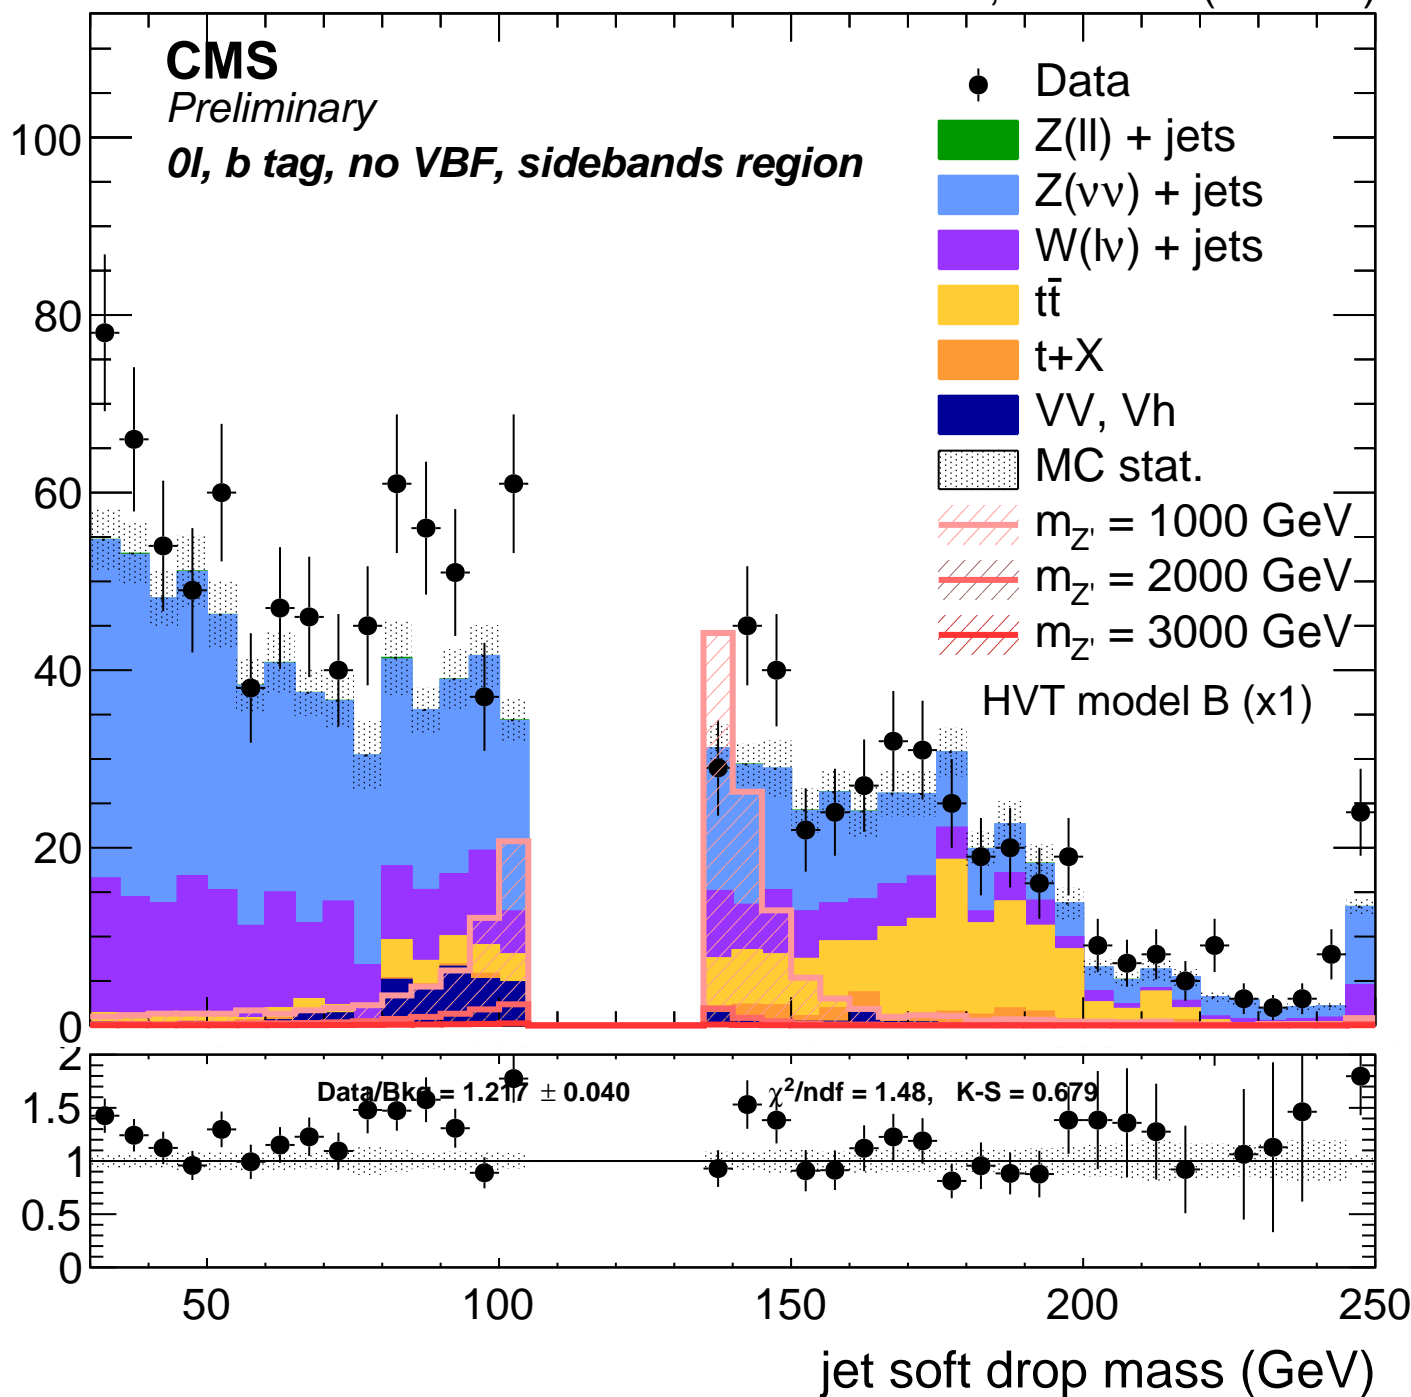 CMS
Preliminary
0l, b tag, no VBF, sidebands region
Data
Z(ll) + jets
Z(νν) + jets
W(lν) + jets
tt̄
t+X
VV, Vh
MC stat.
m_Z' = 1000 GeV
m_Z' = 2000 GeV
m_Z' = 3000 GeV
HVT model B (x1)
100
80
60
40
20
0
Data/Bkg = 1.217 ± 0.040
χ²/ndf = 1.48, K-S = 0.679
2
1.5
1
0.5
0
50 100 150 200 250
jet soft drop mass (GeV)